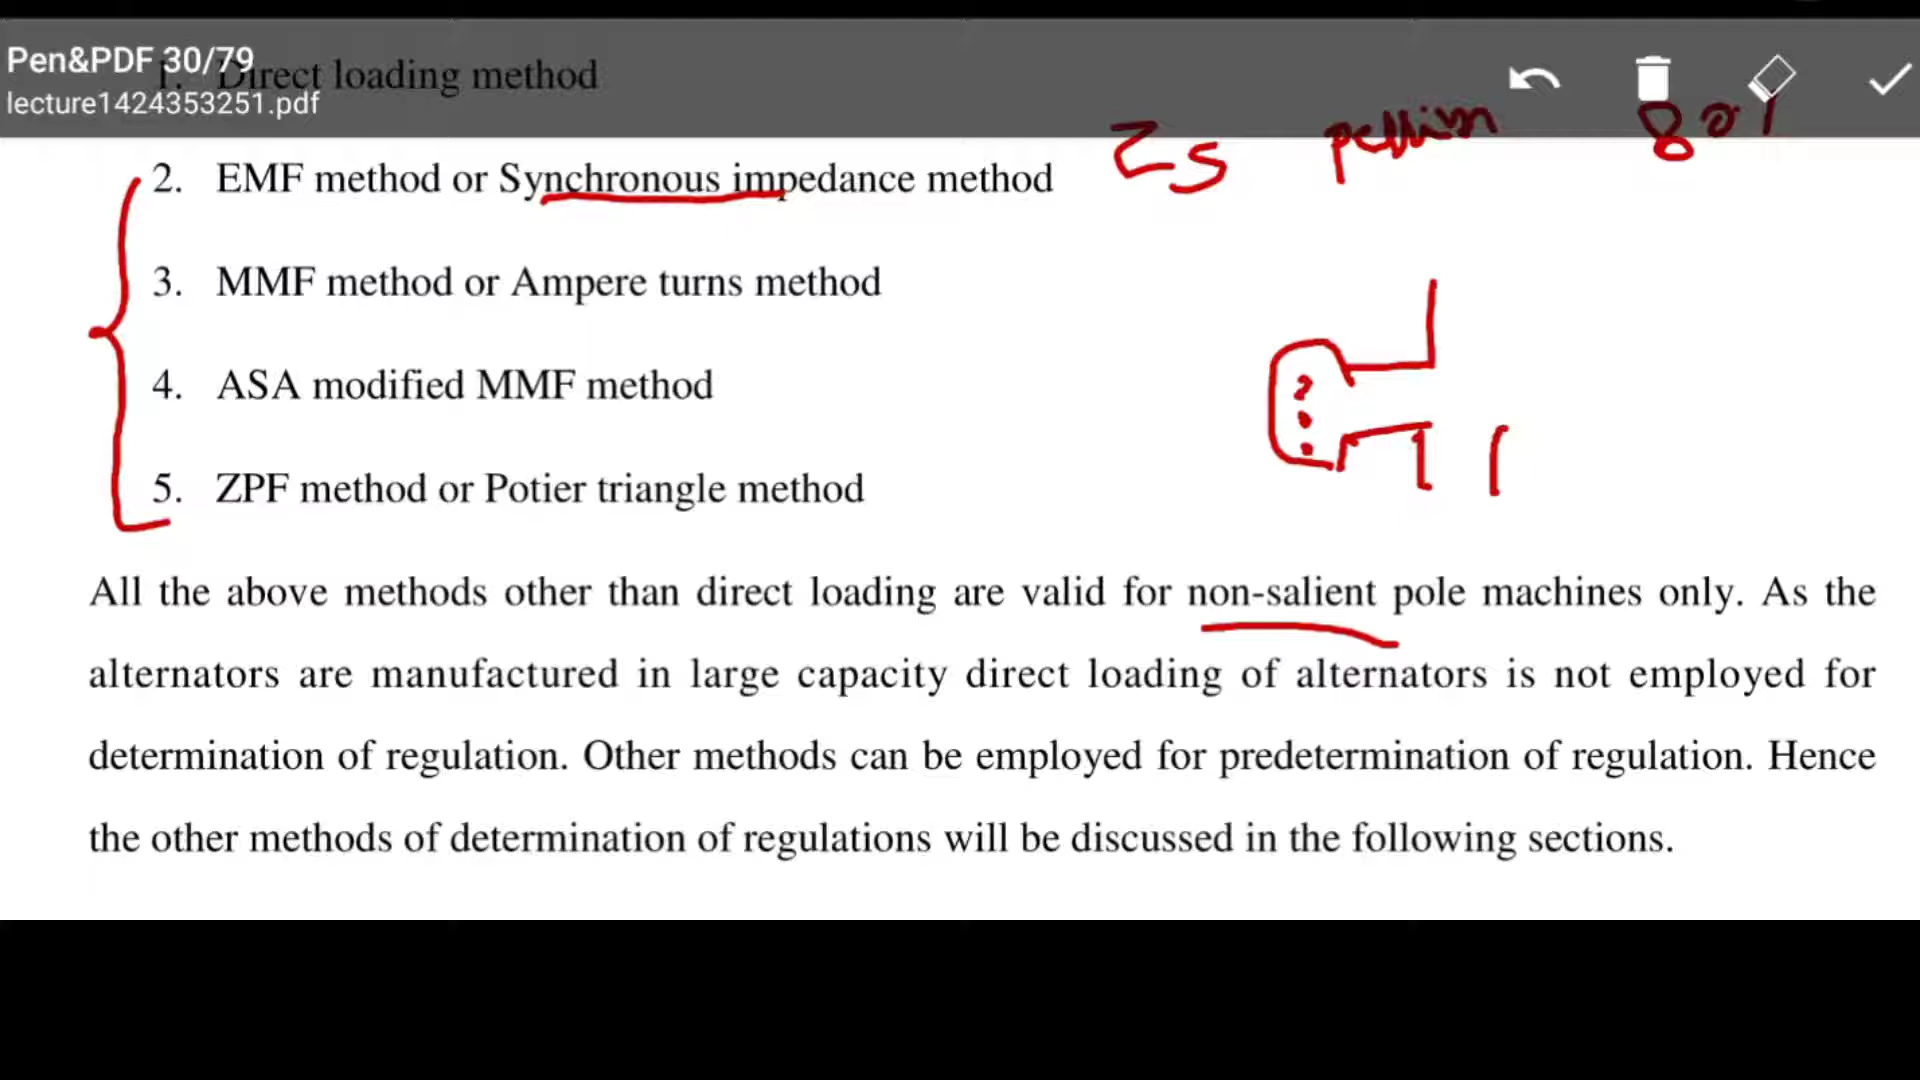 Pen&PDF 30/79
1. Direct loading method
lecture1424353251.pdf
Zs
2. EMF method or Synchronous impedance method
3. MMF method or Ampere turns method
4. ASA modified MMF method
5. ZPF method or Potier triangle method
All the above methods other than direct loading are valid for non-salient pole machines only. As the
alternators are manufactured in large capacity direct loading of alternators is not employed for
determination of regulation. Other methods can be employed for predetermination of regulation. Hence
the other methods of determination of regulations will be discussed in the following sections.